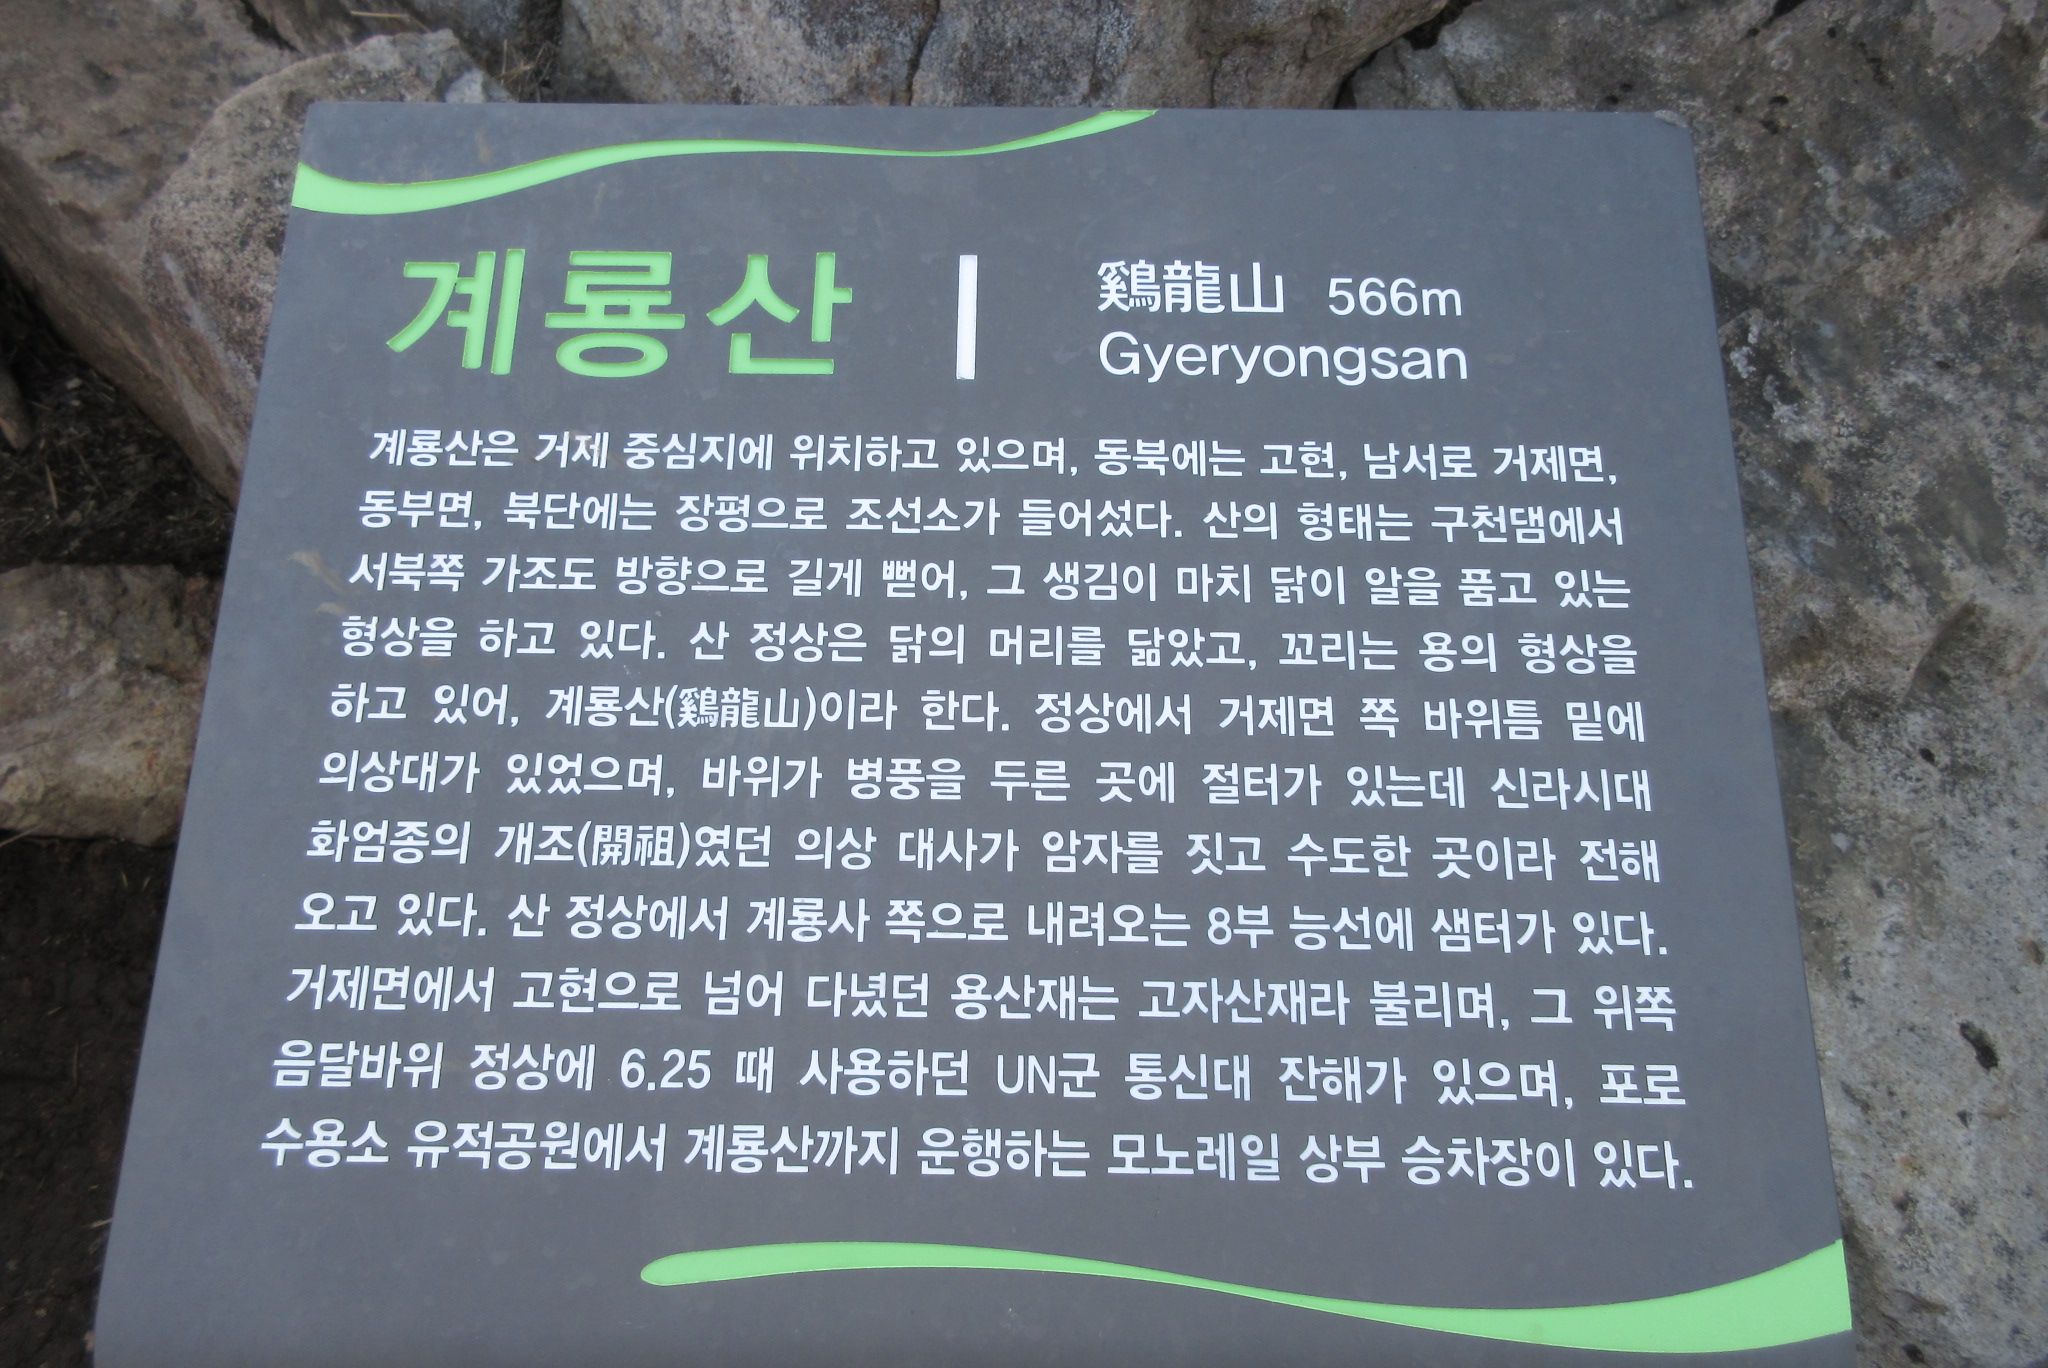 계룡산
鷄龍山 566m
Gyeryongsan
계룡산은 거제 중심지에 위치하고 있으며, 동북에는 고현, 남서로 거제면,
동부면, 북단에는 장평으로 조선소가 들어섰다. 산의 형태는 구천댐에서
서북쪽 가조도 방향으로 길게 뻗어, 그 생김이 마치 닭이 알을 품고 있는
형상을 하고 있다. 산 정상은 닭의 머리를 닮았고, 꼬리는 용의 형상을
하고 있어, 계룡산(鷄龍山)이라 한다. 정상에서 거제면 쪽 바위틈 밑에
의상대가 있었으며, 바위가 병풍을 두른 곳에 절터가 있는데 신라시대
화엄종의 개조(開祖)였던 의상 대사가 암자를 짓고 수도한 곳이라 전해
오고 있다. 산 정상에서 계룡사 쪽으로 내려오는 8부 능선에 샘터가 있다.
거제면에서 고현으로 넘어 다녔던 용산재는 고자산재라 불리며, 그 위쪽
음달바위 정상에 6.25 때 사용하던 UN군 통신대 잔해가 있으며, 포로
수용소 유적공원에서 계룡산까지 운행하는 모노레일 상부 승차장이 있다.